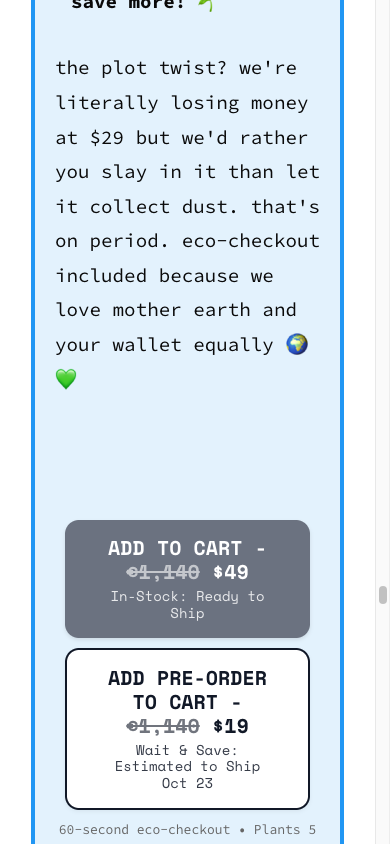 save more! 🌱
the plot twist? we're
literally losing money
at $29 but we'd rather
you slay in it than let
it collect dust. that's
on period. eco-checkout
included because we
love mother earth and
your wallet equally 🌍
💚
ADD TO CART -
€1,140 $49
In-Stock: Ready to
Ship
ADD PRE-ORDER
TO CART -
€1,140 $19
Wait & Save:
Estimated to Ship
Oct 23
60-second eco-checkout • Plants 5